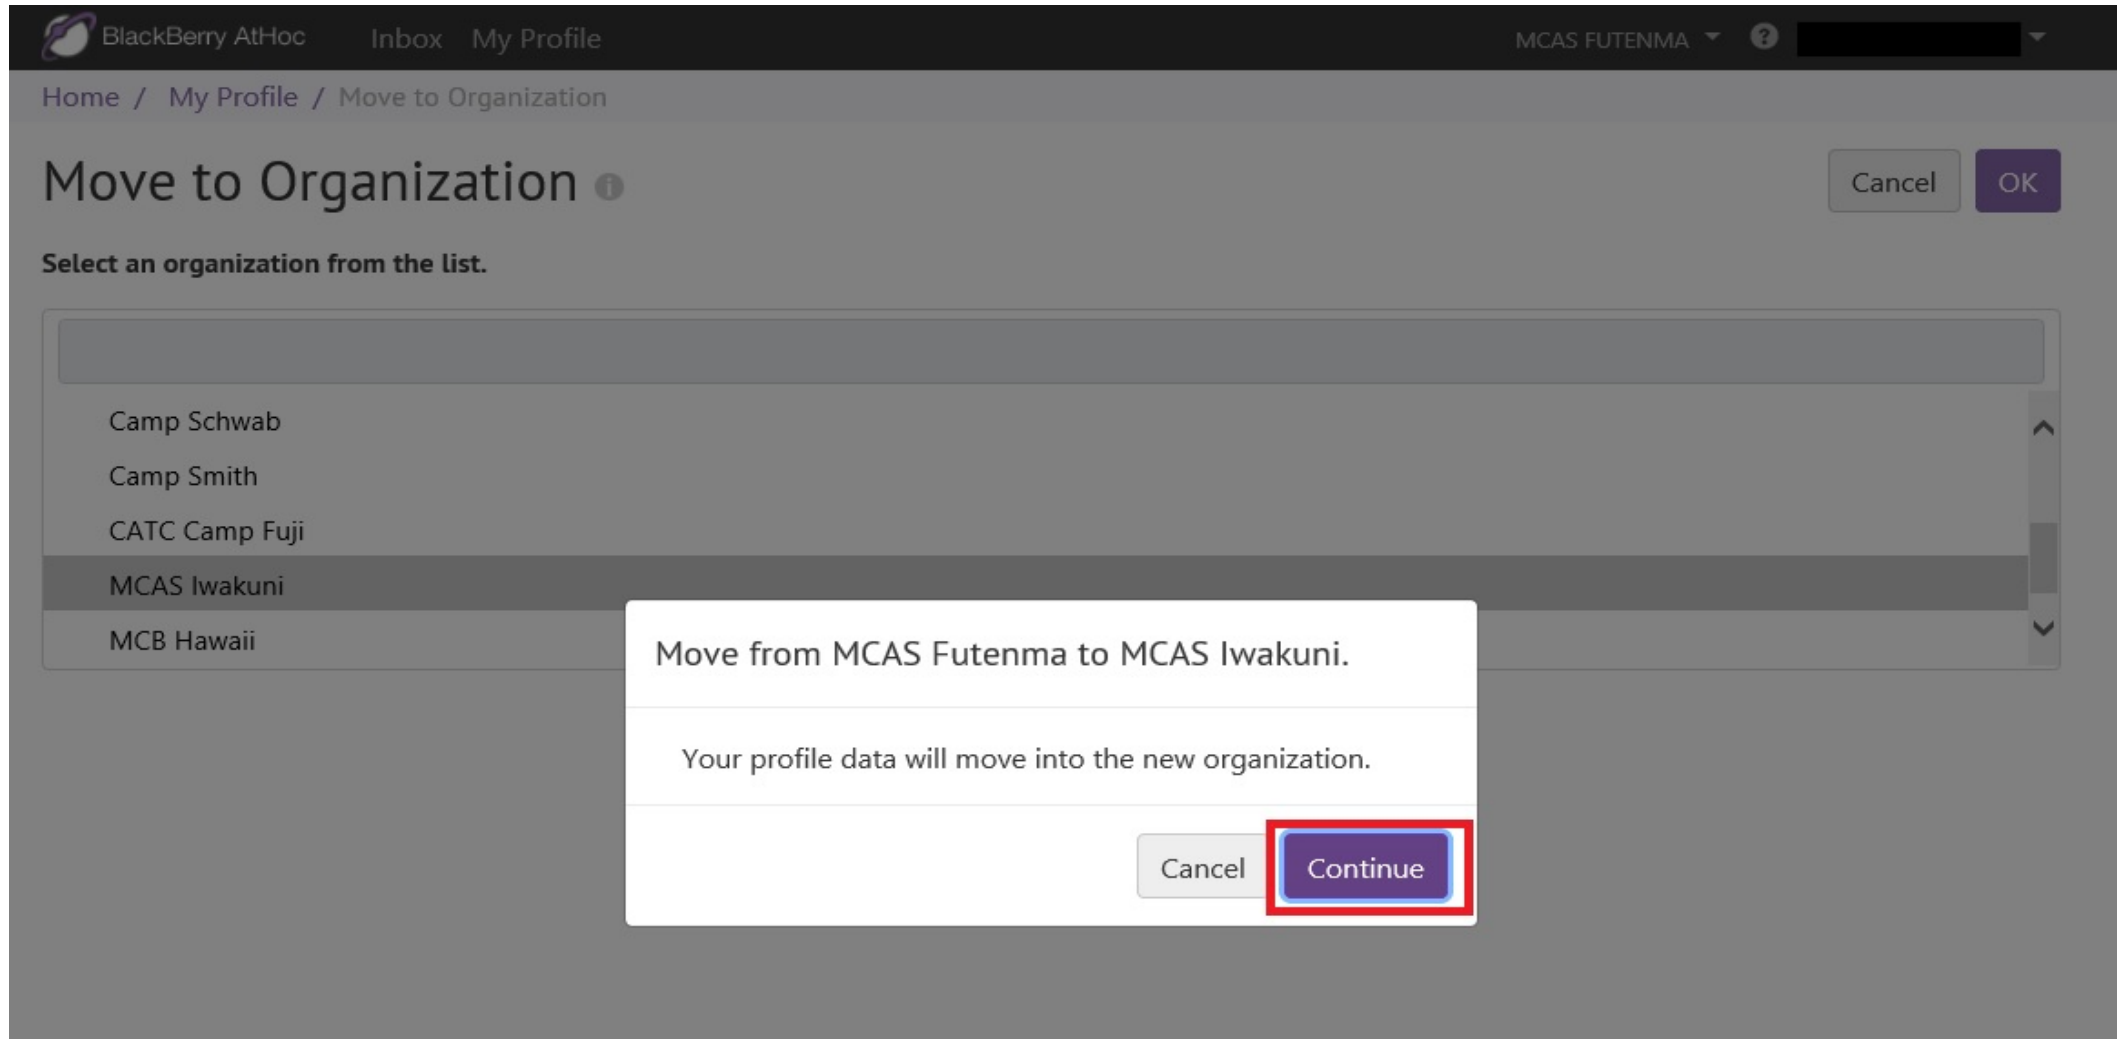 BlackBerry AtHoc Inbox My Profile MCAS FUTENMA ?
Home / My Profile / Move to Organization
Move to Organization i
Cancel OK
Select an organization from the list.
Camp Schwab
Camp Smith
CATC Camp Fuji
MCAS Iwakuni
MCB Hawaii
Move from MCAS Futenma to MCAS Iwakuni.
Your profile data will move into the new organization.
Cancel Continue